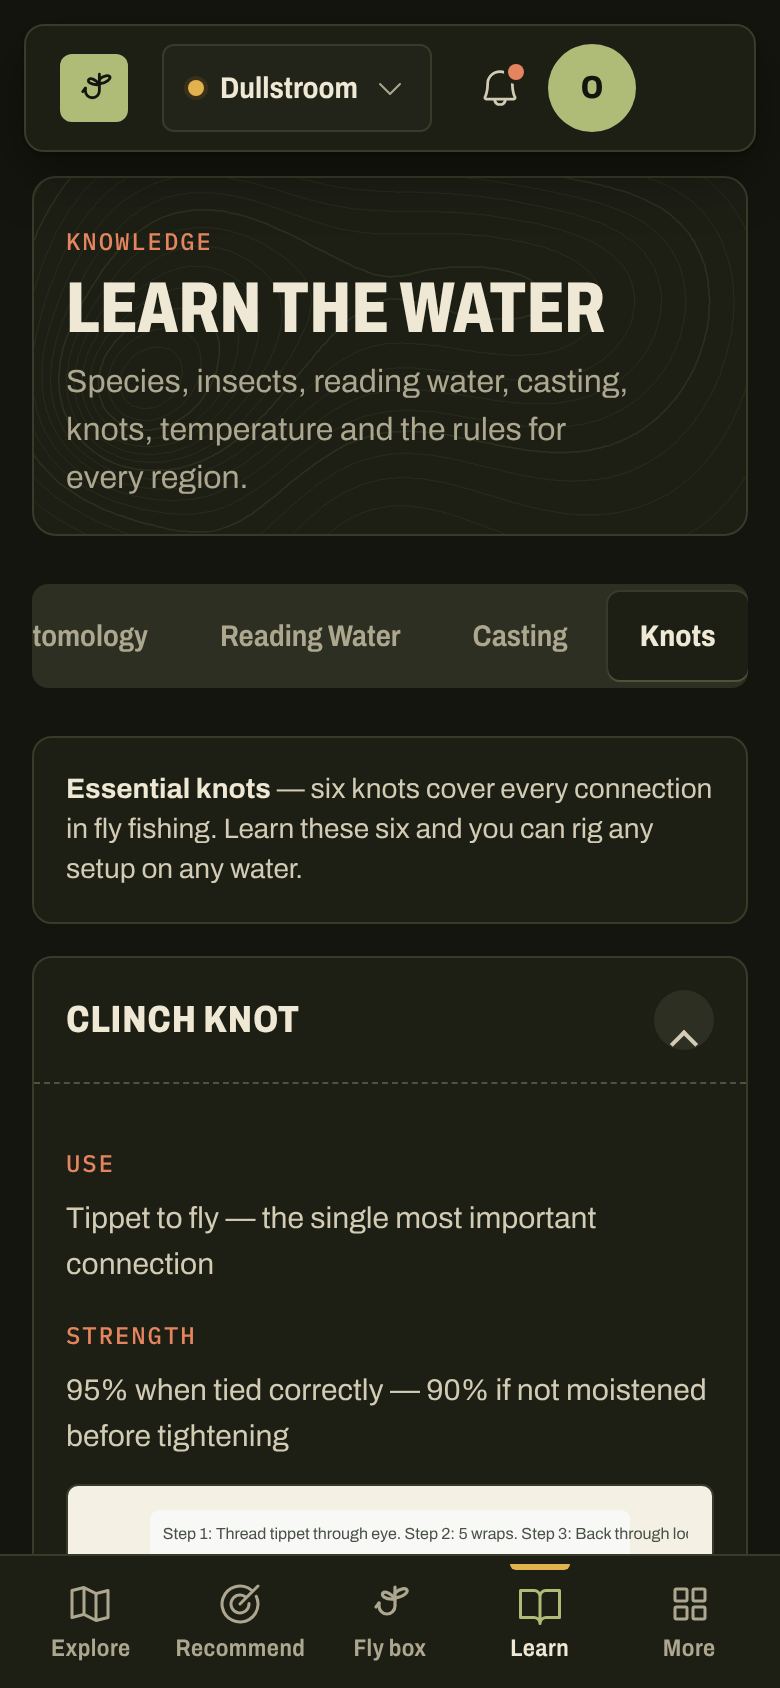 Dullstroom
O
KNOWLEDGE
LEARN THE WATER
Species, insects, reading water, casting,
knots, temperature and the rules for
every region.
tomology Reading Water Casting Knots
Essential knots — six knots cover every connection
in fly fishing. Learn these six and you can rig any
setup on any water.
CLINCH KNOT
USE
Tippet to fly — the single most important
connection
STRENGTH
95% when tied correctly — 90% if not moistened
before tightening
Step 1: Thread tippet through eye. Step 2: 5 wraps. Step 3: Back through
Explore Recommend Fly box Learn More